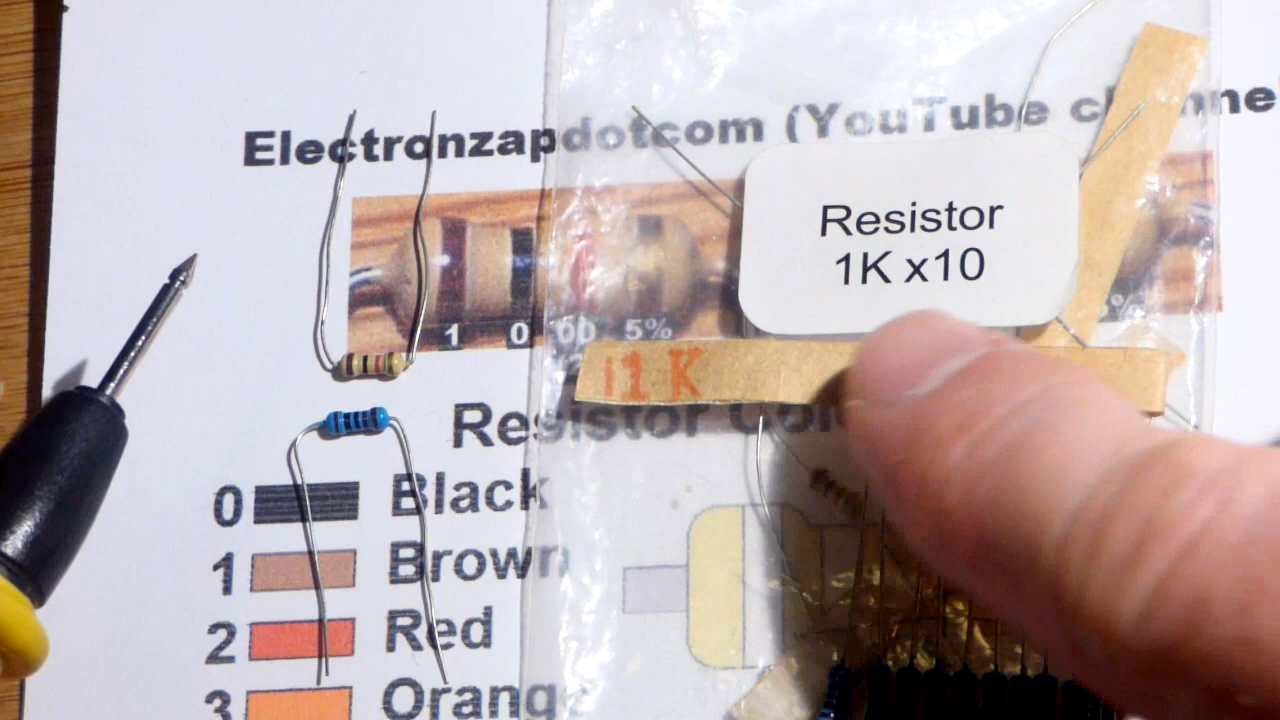 Electronzapdotcom (YouTube channe
Resistor
1K x10
1 0 00 5%
%
1K
Resistor Col
0 Black
1 Brown
2 Red
3 Orange